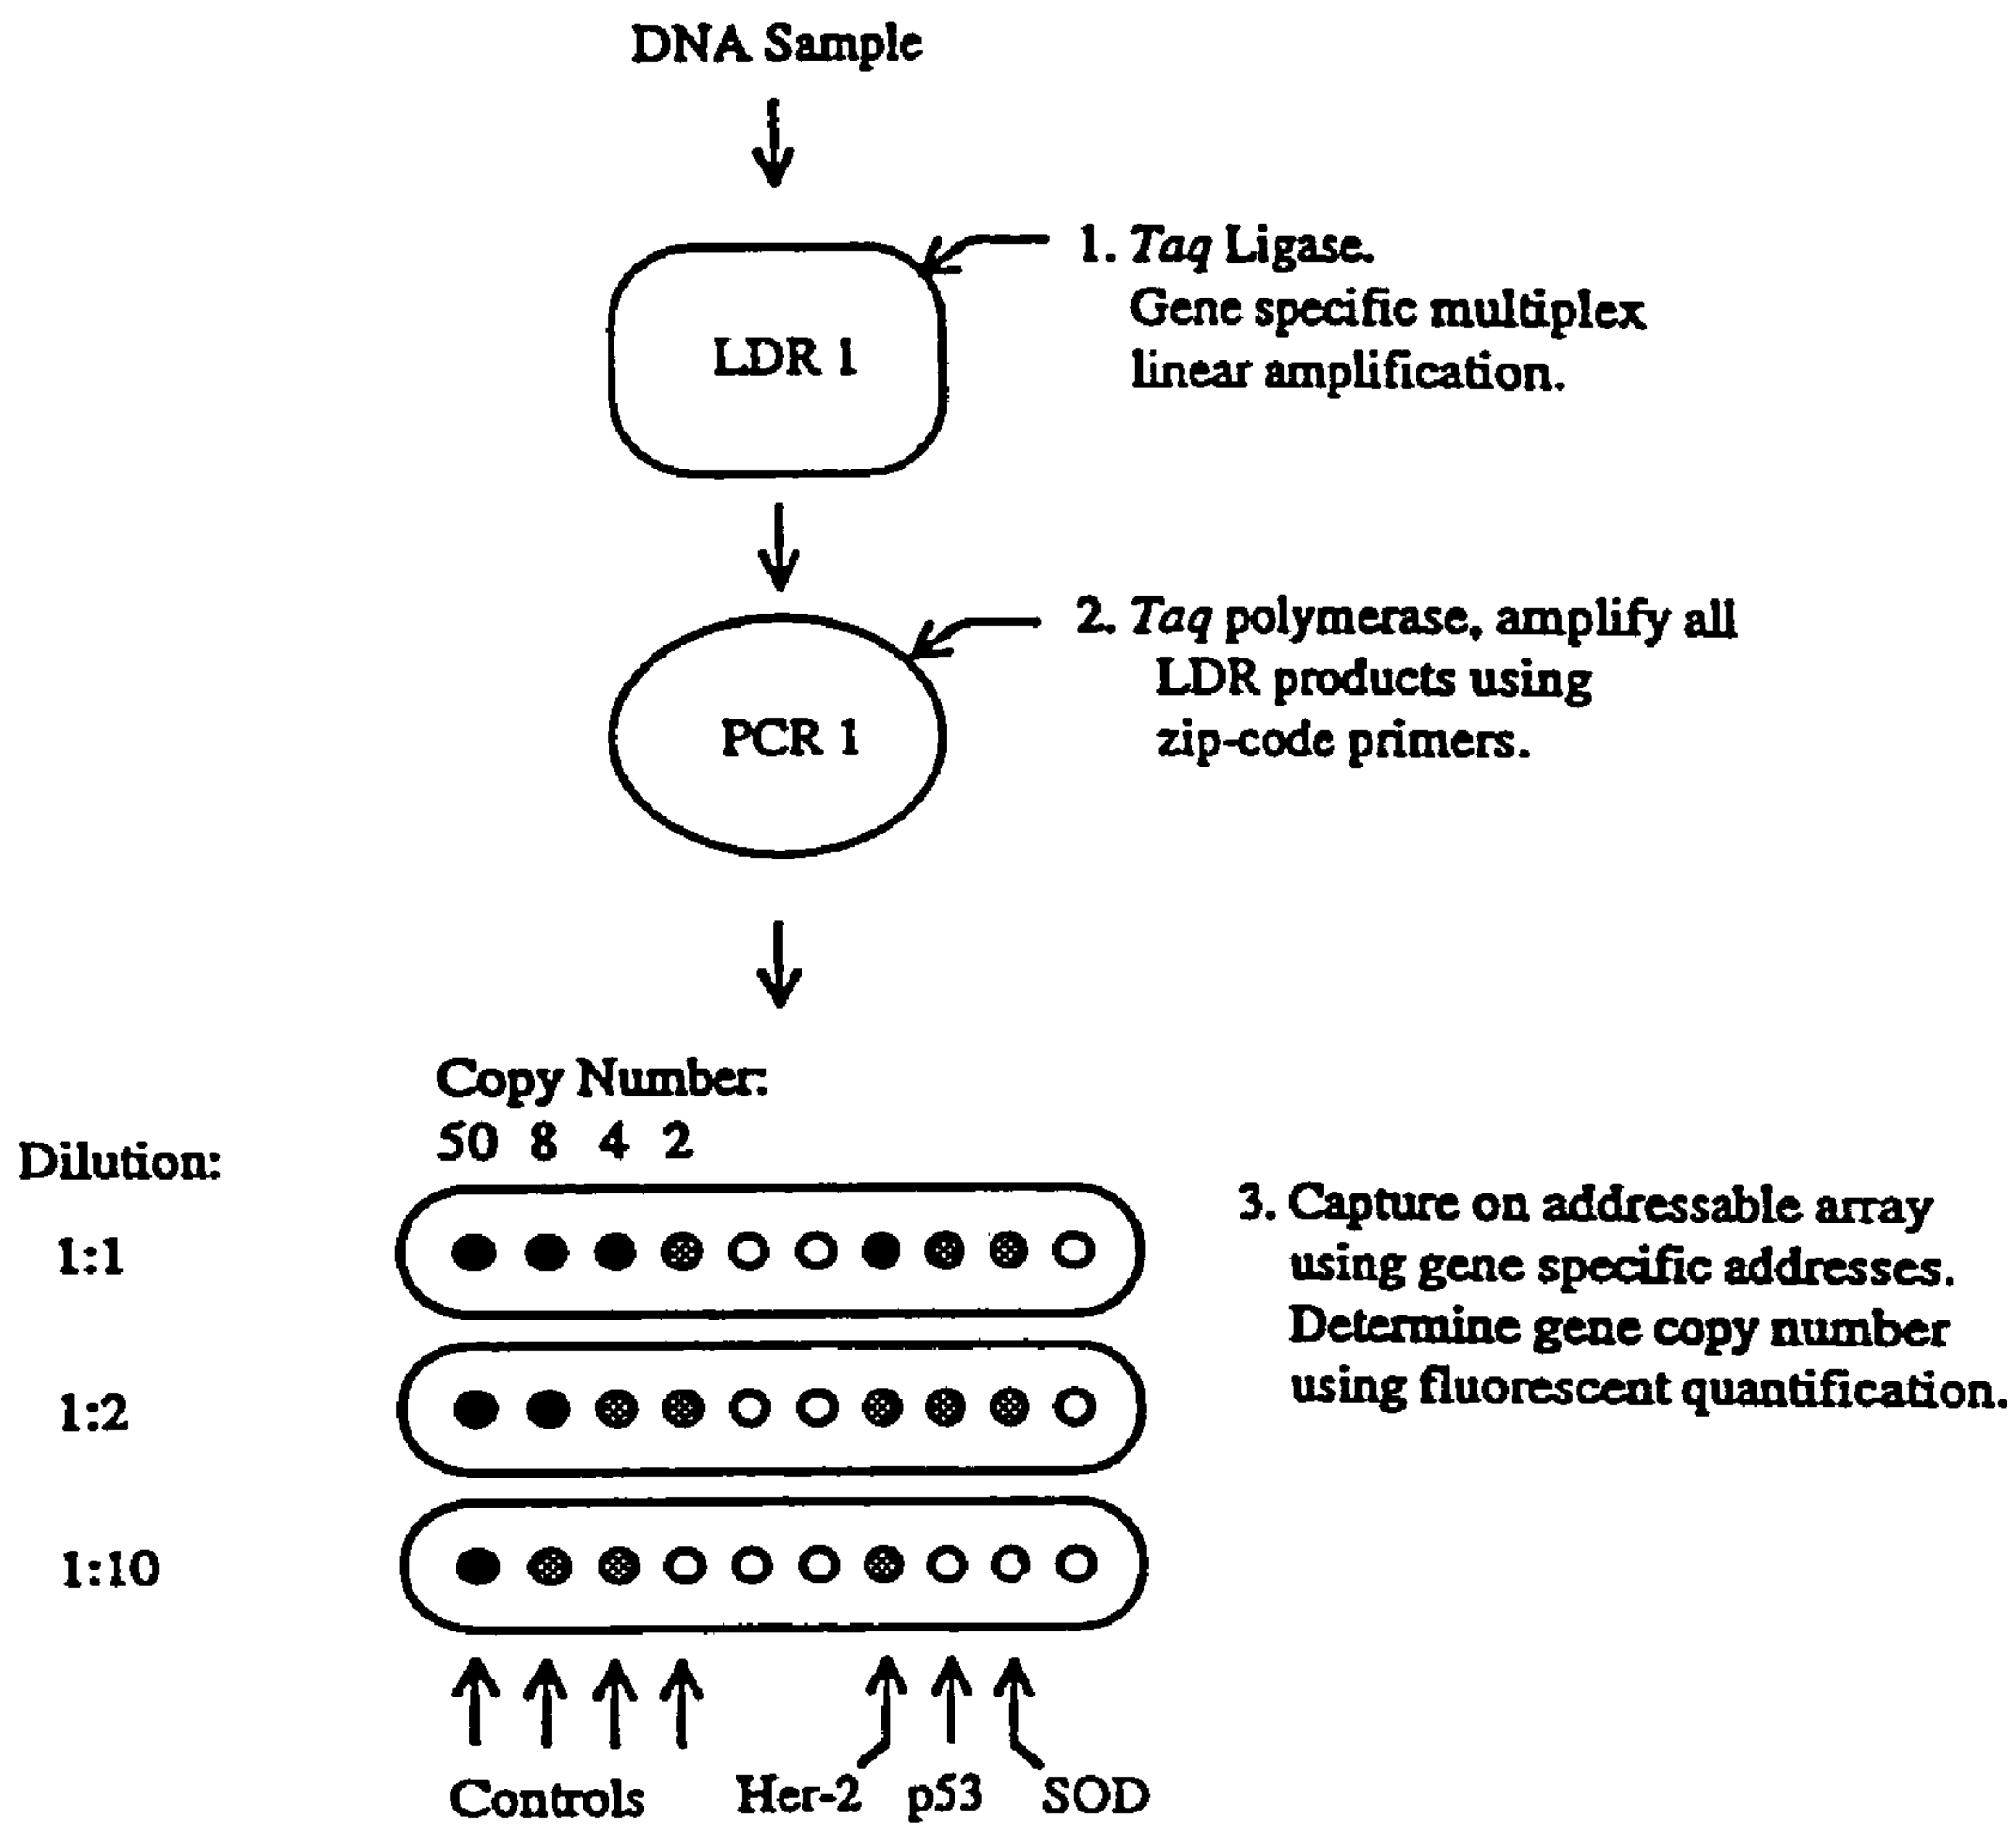 DNA Sample
1. Taq Ligase.
Gene specific multiplex
linear amplification.
LDR 1
2. Taq polymerase, amplify all
LDR products using
zip-code primers.
PCR 1
Copy Number:
50 8 4 2
Dilution:
1:1
1:2
1:10
3. Capture on addressable array
using gene specific addresses.
Determine gene copy number
using fluorescent quantification.
Controls Her-2 p53 SOD